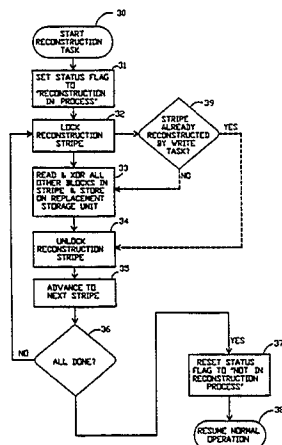 30
START
RECONSTRUCTION
TASK
31
SET STATUS FLAG
TO
"RECONSTRUCTION
IN PROCESS"
32
LOCK
RECONSTRUCTION
STRIPE
39
STRIPE
ALREADY
RECONSTRUCTED
BY WRITE
TASK?
YES
NO
33
READ & XOR ALL
OTHER BLOCKS IN
STRIPE & STORE
ON REPLACEMENT
STORAGE UNIT
34
UNLOCK
RECONSTRUCTION
STRIPE
35
ADVANCE TO
NEXT STRIPE
36
NO
ALL DONE?
YES
37
RESET STATUS
FLAG TO "NOT IN
RECONSTRUCTION
PROCESS"
38
RESUME NORMAL
OPERATION